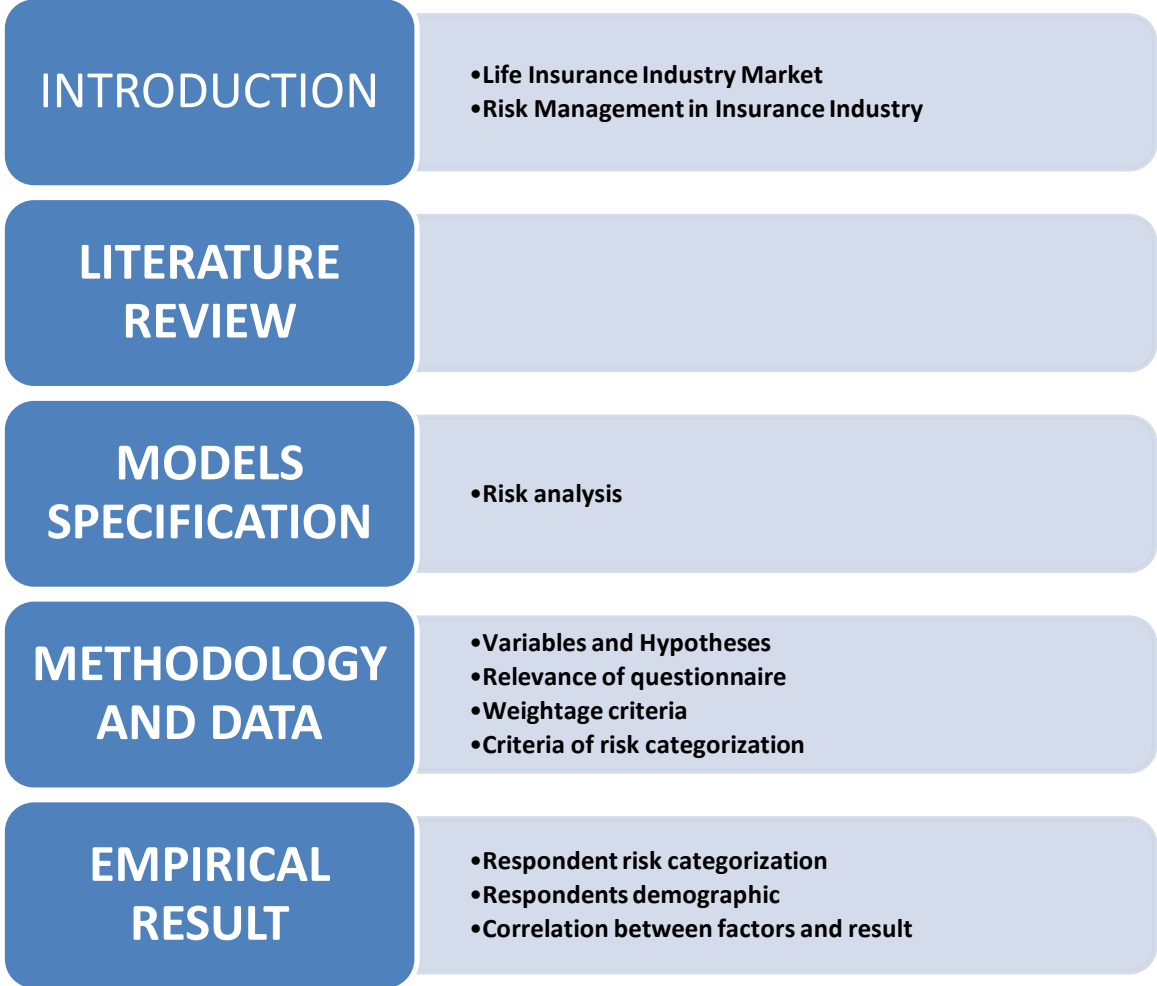 INTRODUCTION
•Life Insurance Industry Market
•Risk Management in Insurance Industry
LITERATURE
REVIEW
MODELS
SPECIFICATION
•Risk analysis
METHODOLOGY
AND DATA
•Variables and Hypotheses
•Relevance of questionnaire
•Weightage criteria
•Criteria of risk categorization
EMPIRICAL
RESULT
•Respondent risk categorization
•Respondents demographic
•Correlation between factors and result